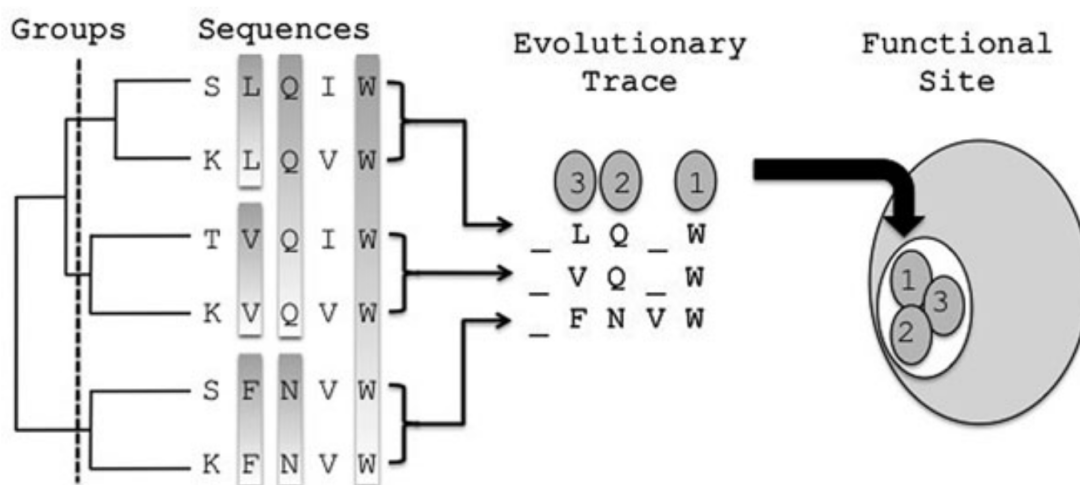 Groups
Sequences
Evolutionary
Trace
Functional
Site
S L Q I W
K L Q V W
T V Q I W
K V Q V W
S F N V W
K F N V W
3 2 1
_ L Q _ W
_ V Q _ W
_ F N V W
1
3
2